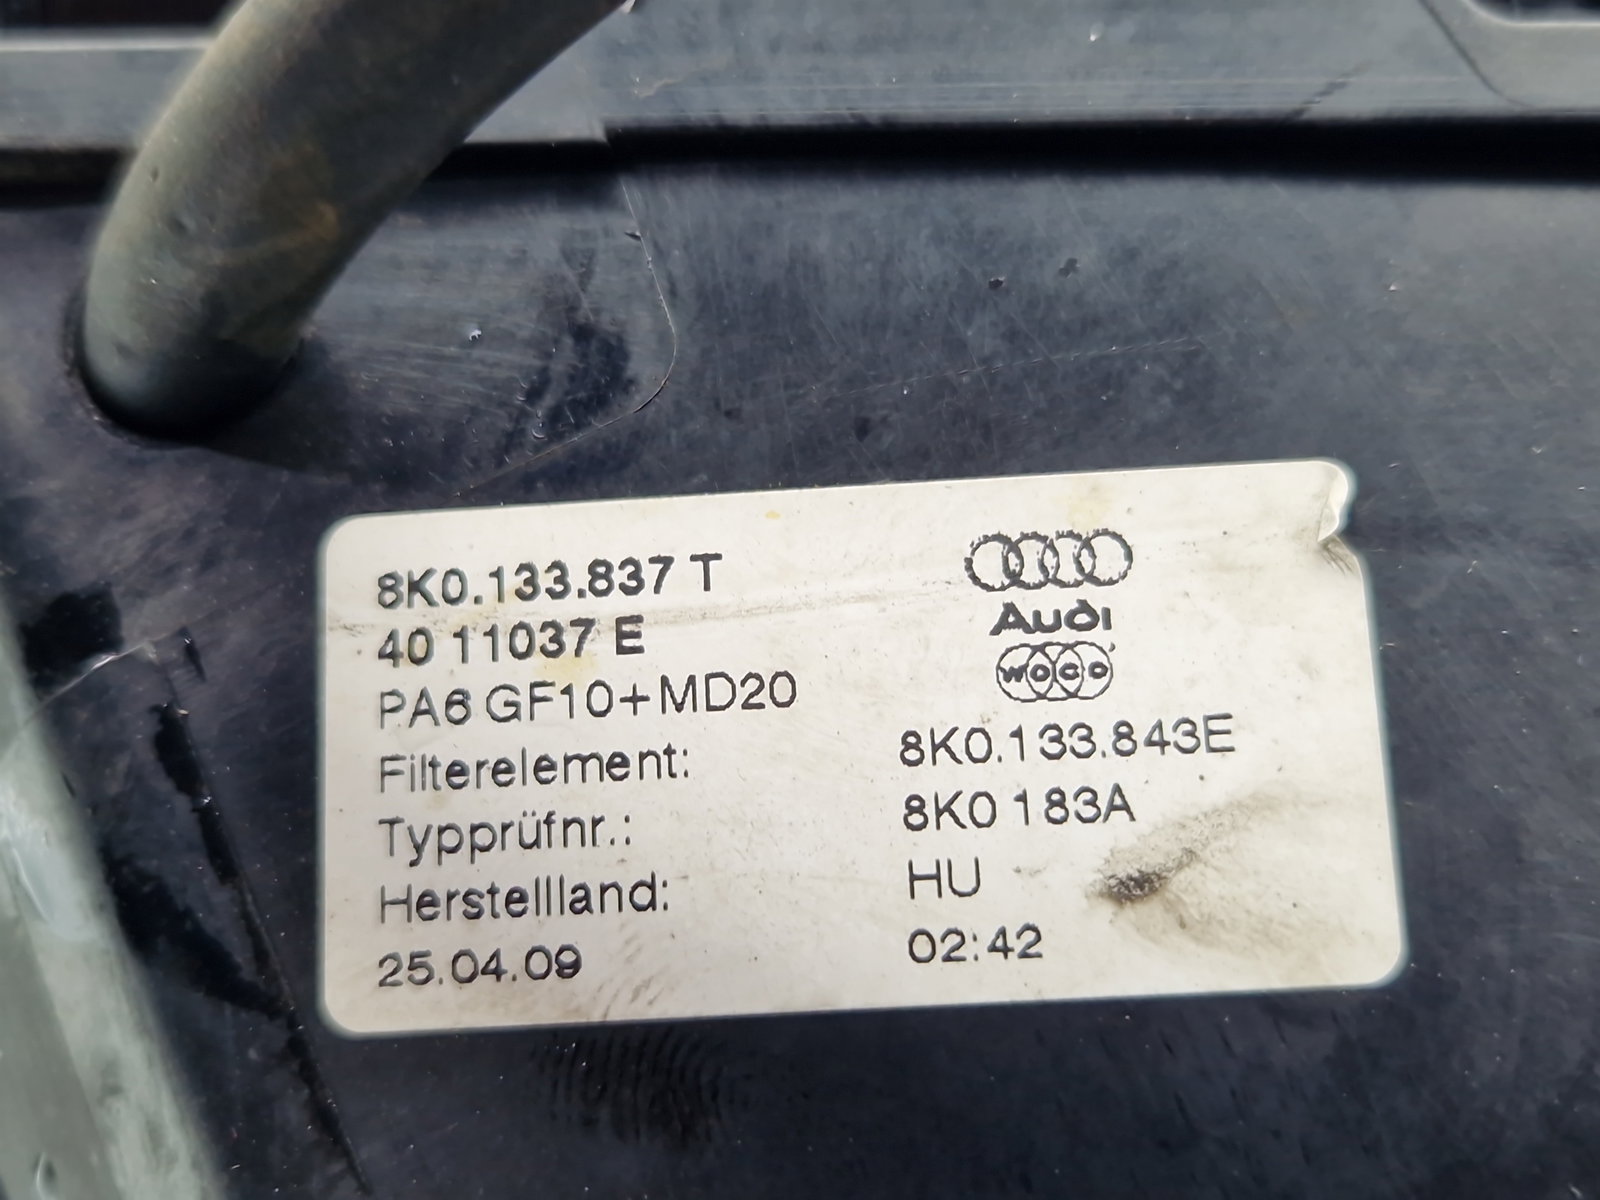 8K0.133.837 T
40 11037 E
PA6 GF10+MD20
Audi
WOCO
Filterelement: 8K0.133.843E
Typprüfnr.: 8K0 183A
Herstellland: HU
25.04.09 02:42